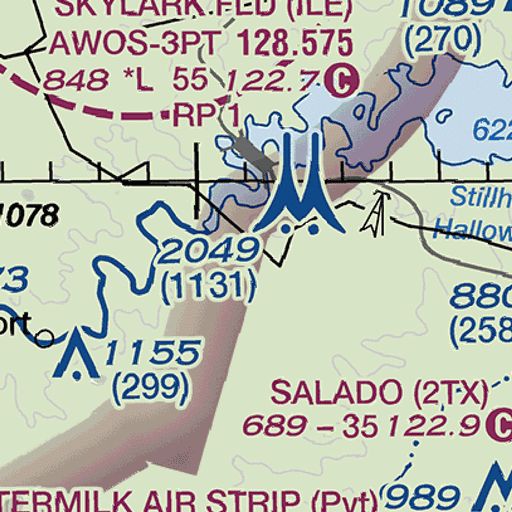 SKYLARK FLD (ILE)
1089
(270)
AWOS-3PT 128.575
848 *L 55 122.7 C
RP 1
622
1078
Stillh
Hallow
2049
(1131)
73
880
(258
ort
1155
(299)
SALADO (2TX)
689 – 35 122.9 C
TERMILK AIR STRIP (Pvt)
989